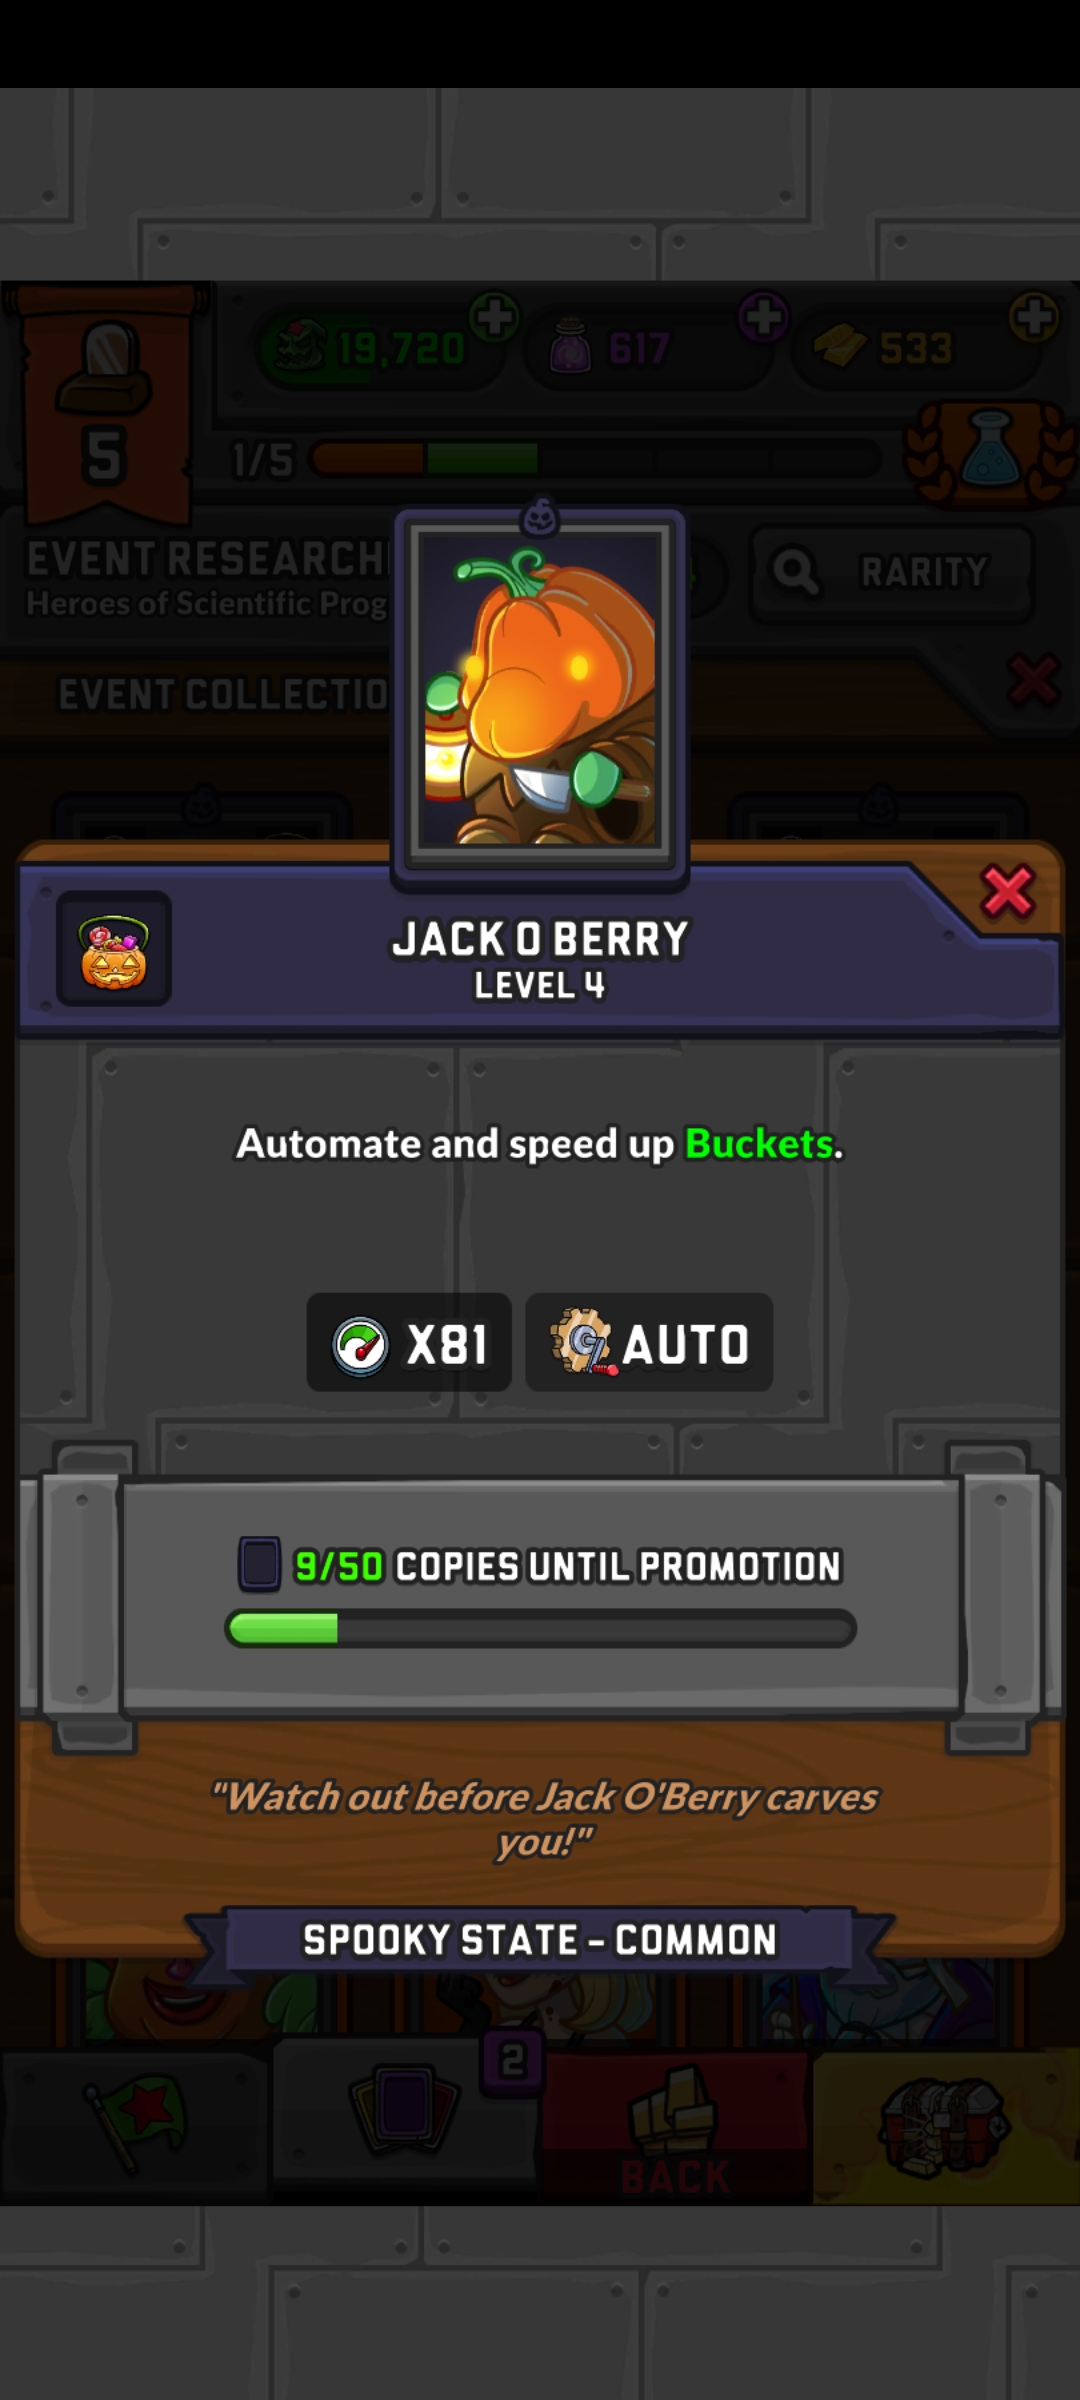 19,720
617
533
5
1/5
EVENT RESEARCH
Heroes of Scientific Prog
RARITY
EVENT COLLECTIO
JACK O BERRY
LEVEL 4
Automate and speed up Buckets.
X81
AUTO
9/50 COPIES UNTIL PROMOTION
"Watch out before Jack O'Berry carves
you!"
SPOOKY STATE - COMMON
2
BACK